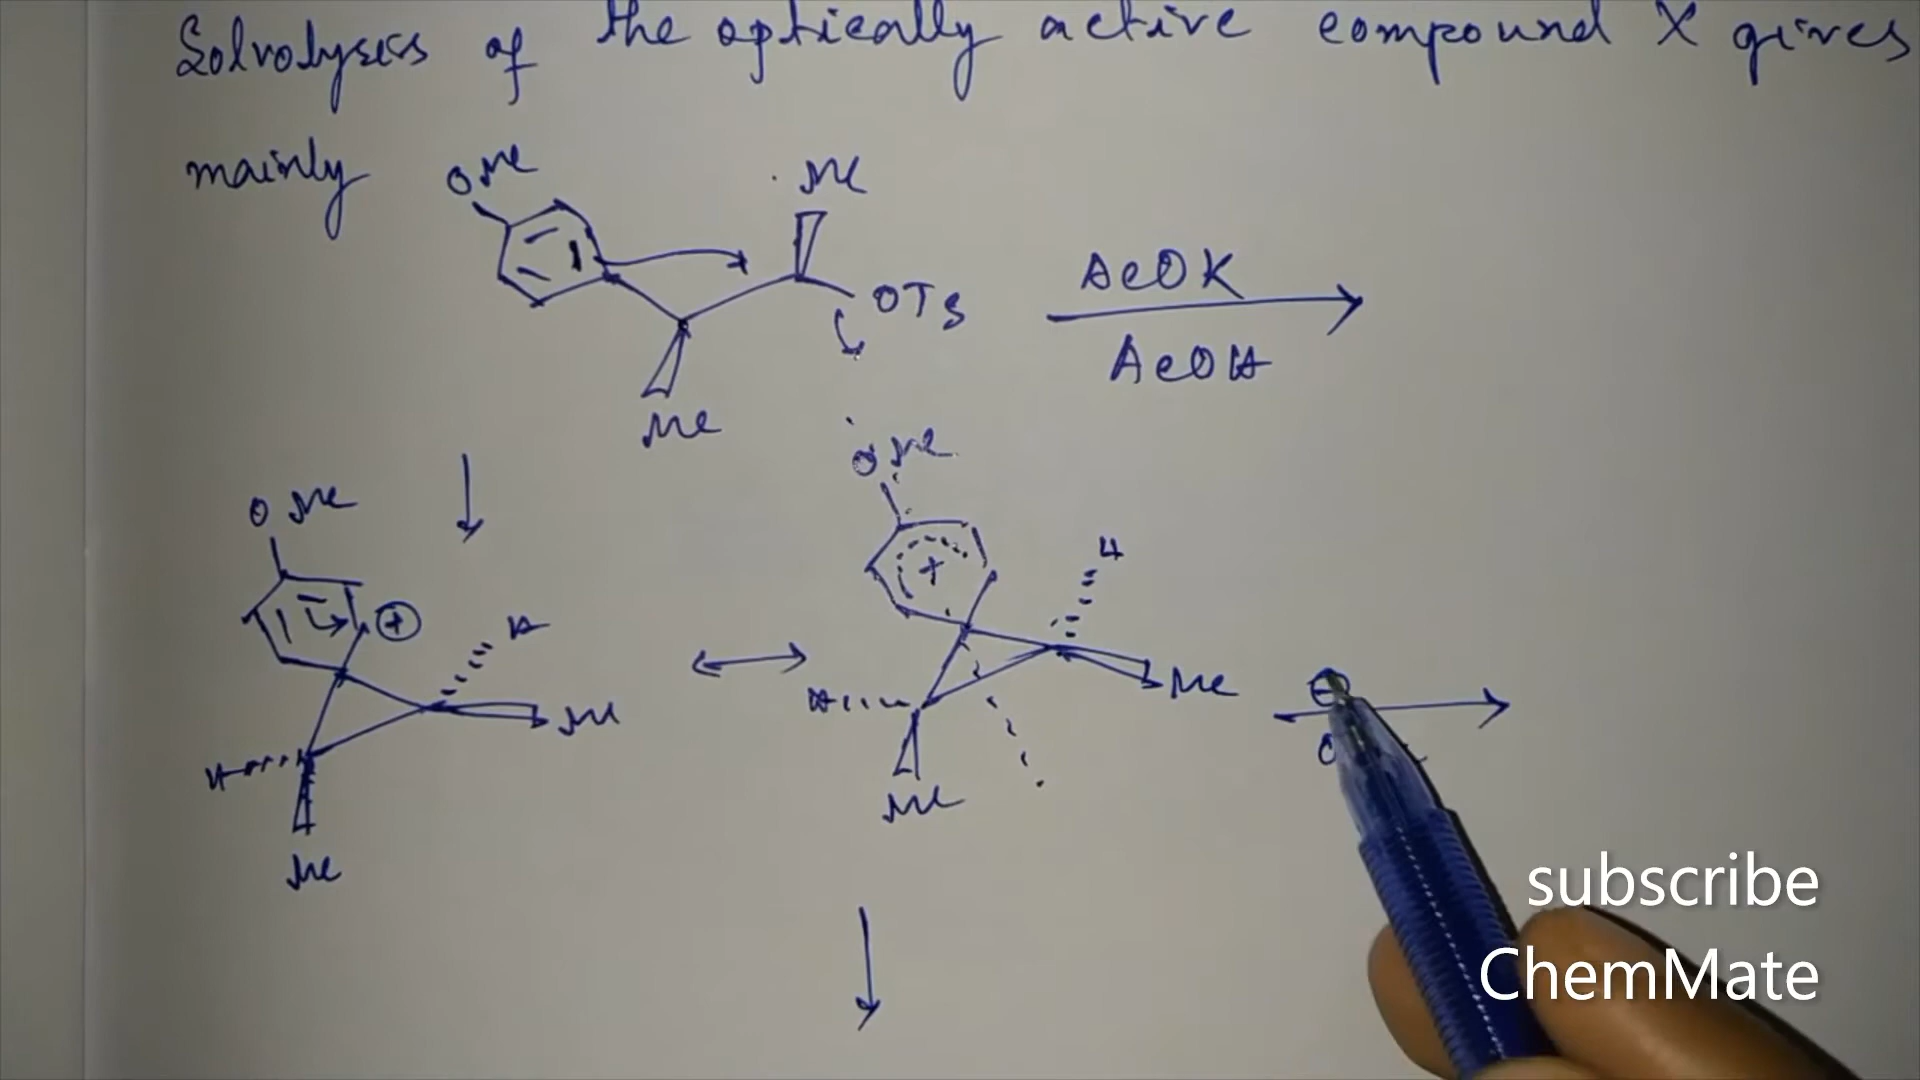 Solvolysis of the optically active compound X gives
mainly
OMe
Me
OTs
Me
AcOK
AcOH
OMe
+
H
Me
H
Me
OMe
+
H
Me
H
Me
subscribe
ChemMate